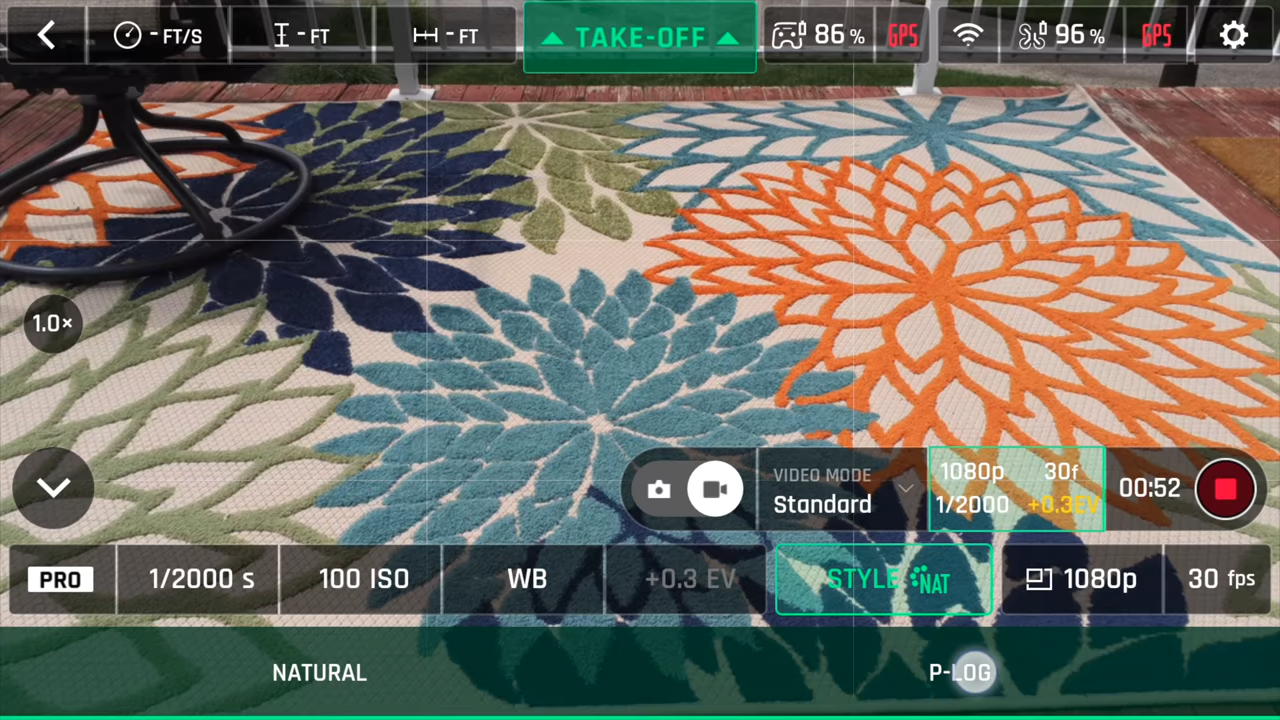 - FT/S
- FT
- FT
TAKE-OFF
86 %
GPS
96 %
GPS
1.0×
VIDEO MODE
Standard
1080p 30f
1/2000 +0.3EV
00:52
PRO
1/2000 s
100 ISO
WB
+0.3 EV
STYLE NAT
1080p
30 fps
NATURAL
P-LOG